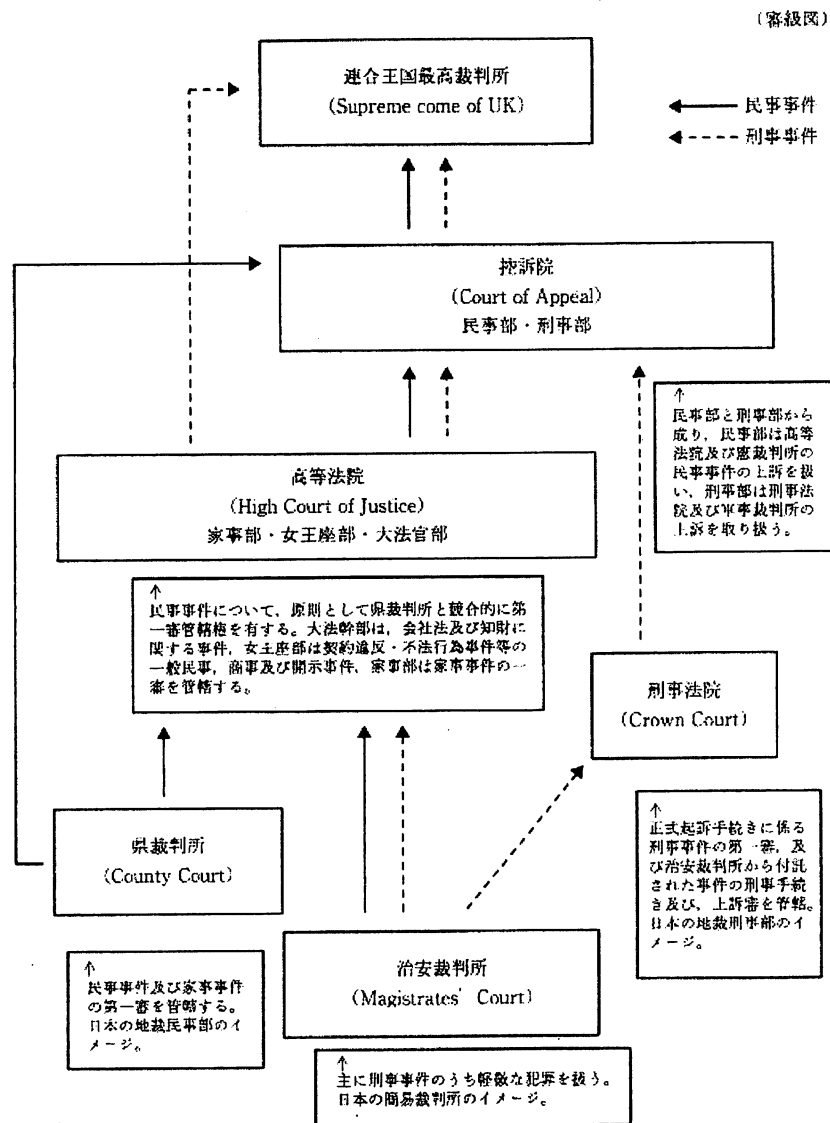 (審級図)
連合王国最高裁判所
(Supreme come of UK)
民事事件
刑事事件
控訴院
(Court of Appeal)
民事部・刑事部
↑
民事部と刑事部から
成り，民事部は高等
法院及び憲裁判所の
民事事件の上訴を扱
い，刑事部は刑事法
院及び軍事裁判所の
上訴を取り扱う。
高等法院
(High Court of Justice)
家事部・女王座部・大法官部
↑
民事事件について，原則として県裁判所と競合的に第
一審管轄権を有する。大法幹部は，会社法及び知財に
関する事件，女王座部は契約違反・不法行為事件等の
一般民事，商事及び開示事件，家事部は家事事件の一
審を管轄する。
刑事法院
(Crown Court)
↑
正式起訴手続きに係る
刑事事件の第一審，及
び治安裁判所から付託
された事件の刑事手続
き及び，上訴審を管轄。
日本の地裁刑事部のイ
メージ。
県裁判所
(County Court)
↑
民事事件及び家事事件
の第一審を管轄する。
日本の地裁民事部のイ
メージ。
治安裁判所
(Magistrates' Court)
↑
主に刑事事件のうち軽微な犯罪を扱う。
日本の簡易裁判所のイメージ。